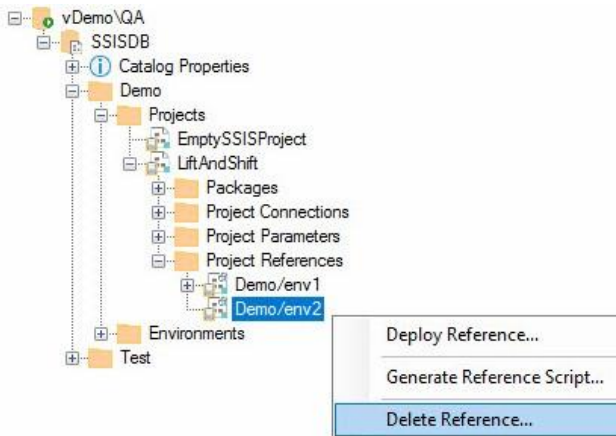 vDemo\QA
SSISDB
Catalog Properties
Demo
Projects
EmptySSISProject
LiftAndShift
Packages
Project Connections
Project Parameters
Project References
Demo/env1
Demo/env2
Environments
Deploy Reference...
Test
Generate Reference Script...
Delete Reference...